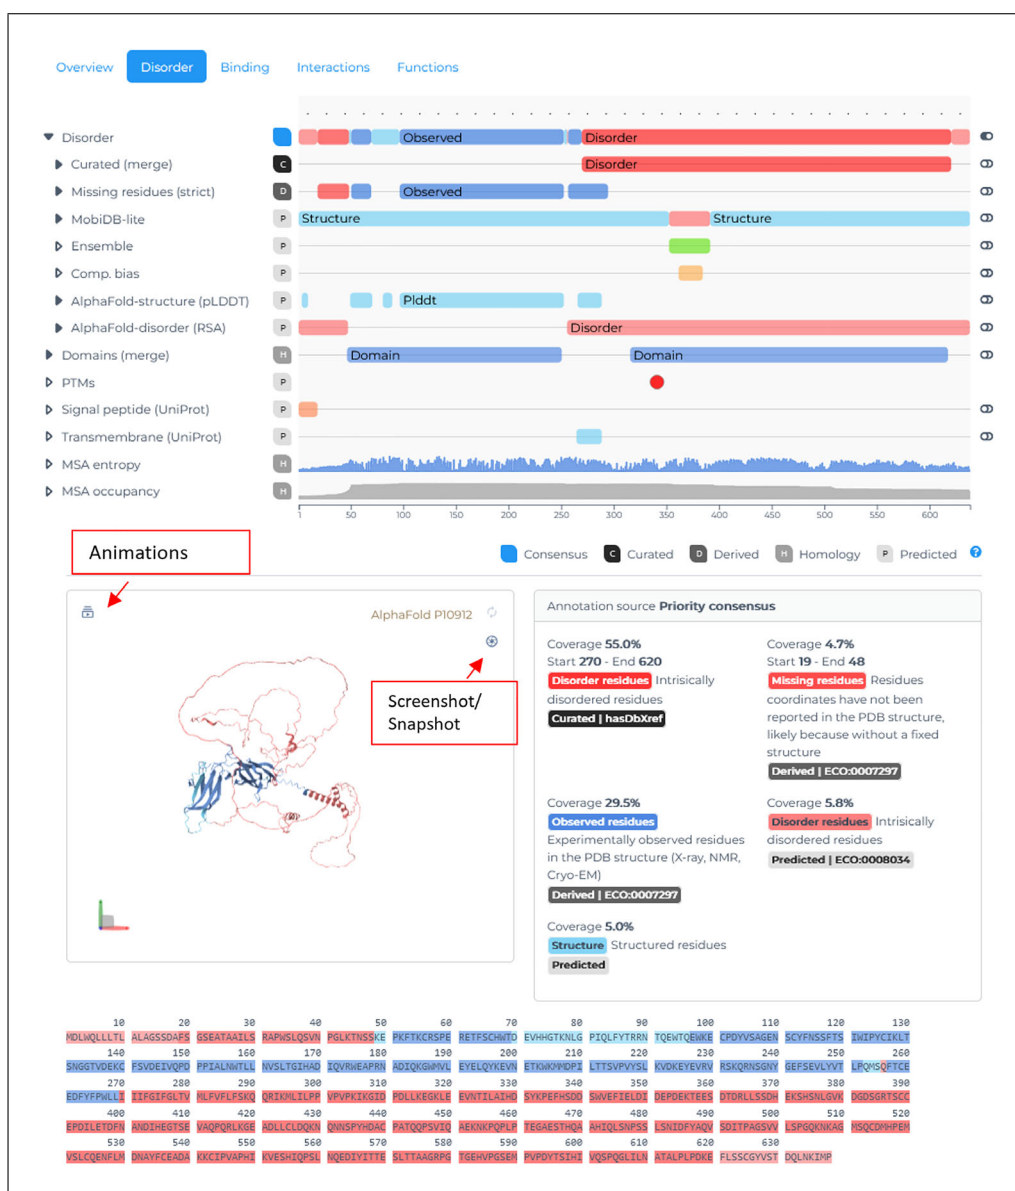 Overview Disorder Binding Interactions Functions
Disorder Observed Disorder
Curated (merge) C Disorder
Missing residues (strict) D Observed
MobiDB-lite P Structure Structure
Ensemble P
Comp. bias P
AlphaFold-structure (pLDDT) P Plddt
AlphaFold-disorder (RSA) P Disorder
Domains (merge) H Domain Domain
PTMs P
Signal peptide (UniProt) P
Transmembrane (UniProt) P
MSA entropy H
MSA occupancy H
1 50 100 150 200 250 300 350 400 450 500 550 600
Animations
Consensus C Curated D Derived H Homology P Predicted ?
AlphaFold P10912
Screenshot/
Snapshot
Annotation source Priority consensus
Coverage 55.0%
Start 270 - End 620
Disorder residues Intrisically
disordered residues
Curated | hasDbXref
Coverage 4.7%
Start 19 - End 48
Missing residues Residues
coordinates have not been
reported in the PDB structure,
likely because without a fixed
structure
Derived | ECO:0007297
Coverage 29.5%
Observed residues
Experimentally observed residues
in the PDB structure (X-ray, NMR,
Cryo-EM)
Derived | ECO:0007297
Coverage 5.8%
Disorder residues Intrisically
disordered residues
Predicted | ECO:0008034
Coverage 5.0%
Structure Structured residues
Predicted
10 20 30 40 50 60 70 80 90 100 110 120 130
MDLWQLLLTL ALAGSSDAFS GSEATAAILS RAPWSLQSVN PGLKTNSSKE PKFTKCRSPE RETFSCHWTD EVHHGTKNLG PIQLFYTRRN TQEWTQEWKE CPDYVSAGEN SCYFNSSFTS IWIPYCIKLT
140 150 160 170 180 190 200 210 220 230 240 250 260
SNGGTVDEKC FSVDEIVQPD PPIALNWTLL NVSLTGIHAD IQVRWEAPRN ADIQKGWMVL EYELQYKEVN ETKWKMMDPI LTTSVPVYSL KVDKEYEVRV RSKQRNSGNY GEFSEVLYVT LPQMSQFTCE
270 280 290 300 310 320 330 340 350 360 370 380 390
EDFYFPWLLI IIFGIFGLTV MLFVFLFSKQ QRIKMLILPP VPVPKIKGID PDLLKEGKLE EVNTILAIHD SYKPEFHSDD SWVEFIELDI DEPDEKTEES DTDRLLSSDH EKSHSNLGVK DGDSGRTSCC
400 410 420 430 440 450 460 470 480 490 500 510 520
EPDILETDFN ANDIHEGTSE VAQPQRLKGE ADLLCLDQKN QNNSPYHDAC PATQQPSVIQ AEKNKPQPLP TEGAESTHQA AHIQLSNPSS LSNIDFYAQV SDITPAGSVV LSPGQKNKAG MSQCDMHPEM
530 540 550 560 570 580 590 600 610 620 630
VSLCQENFLM DNAYFCEADA KKCIPVAPHI KVESHIQPSL NQEDIYITTE SLTTAAGRPG TGEHVPGSEM PVPDYTSIHI VQSPQGLILN ATALPLPDKE FLSSCGYVST DQLNKIMP